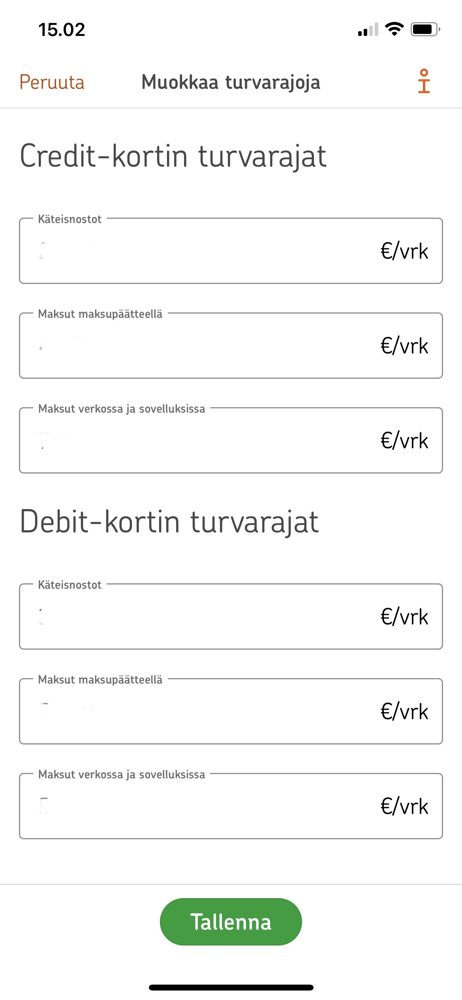 15.02
Peruuta Muokkaa turvarajoja
Credit-kortin turvarajat
Käteisnostot
€/vrk
Maksut maksupäätteellä
€/vrk
Maksut verkossa ja sovelluksissa
€/vrk
Debit-kortin turvarajat
Käteisnostot
€/vrk
Maksut maksupäätteellä
€/vrk
Maksut verkossa ja sovelluksissa
€/vrk
Tallenna